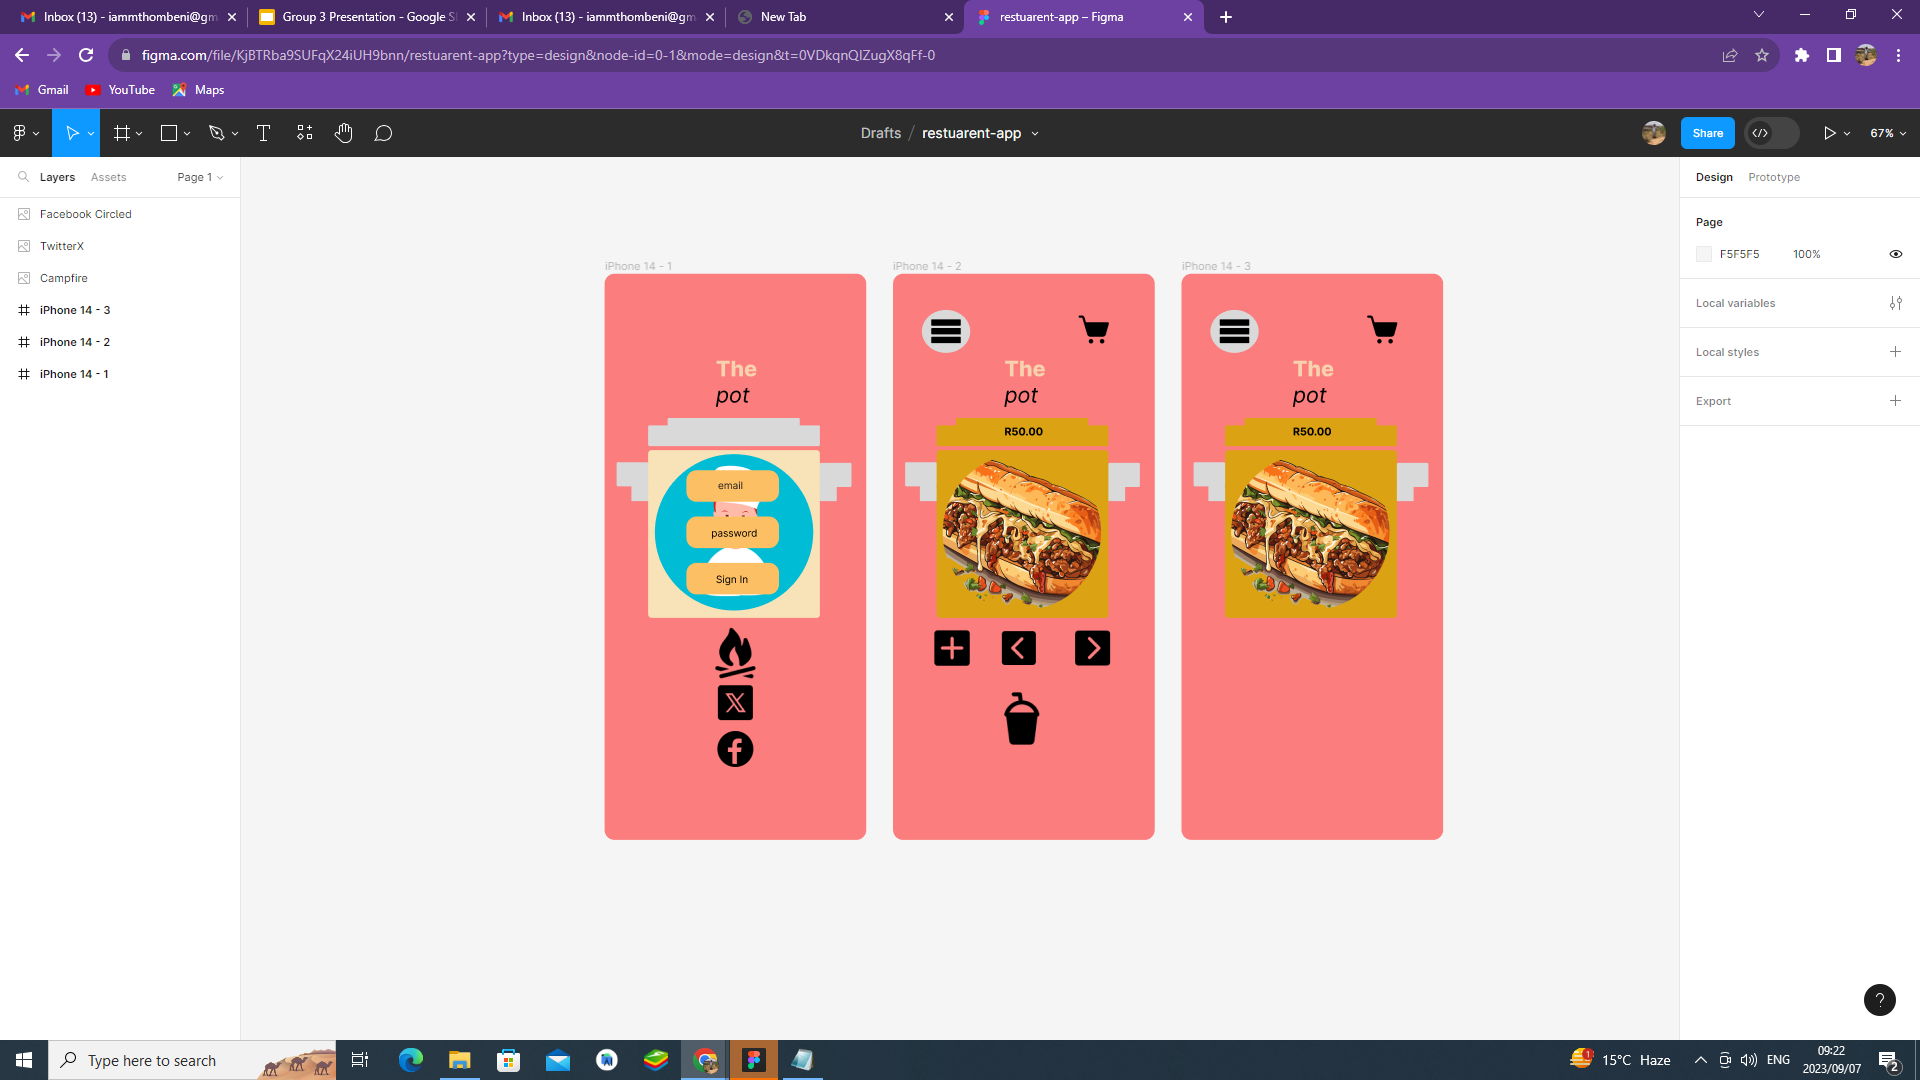 Inbox (13) - iammthombeni@gm
Group 3 Presentation - Google Sl
Inbox (13) - iammthombeni@gm
New Tab
restuarent-app – Figma
figma.com/file/KjBTRba9SUFqX24iUH9bnn/restuarent-app?type=design&node-id=0-1&mode=design&t=0VDkqnQIZugX8qFf-0
Gmail
YouTube
Maps
Drafts / restuarent-app
Share
67%
Layers
Assets
Page 1
Facebook Circled
TwitterX
Campfire
iPhone 14 - 3
iPhone 14 - 2
iPhone 14 - 1
iPhone 14 - 1
The
pot
email
password
Sign In
iPhone 14 - 2
The
pot
R50.00
iPhone 14 - 3
The
pot
R50.00
Design
Prototype
Page
F5F5F5
100%
Local variables
Local styles
Export
?
Type here to search
1
15°C Haze
ENG
09:22
2023/09/07
2